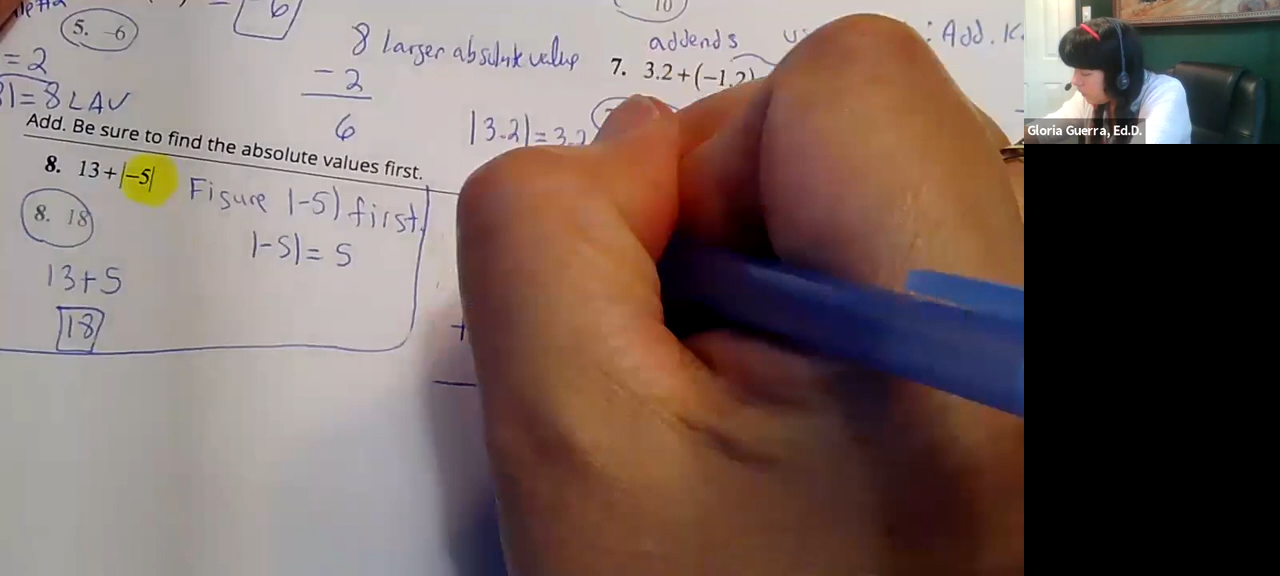 6
10
5. -6
= 2
|= 8 LAV
8 larger absolute value
- 2
6
addends
: Add. K
7. 3.2+(-1.2)
|3.2| = 3.2
Add. Be sure to find the absolute values first.
8. 13+|-5|
Figure |-5| first.
|-5| = 5
8. 18
13+5
18
+
Gloria Guerra, Ed.D.